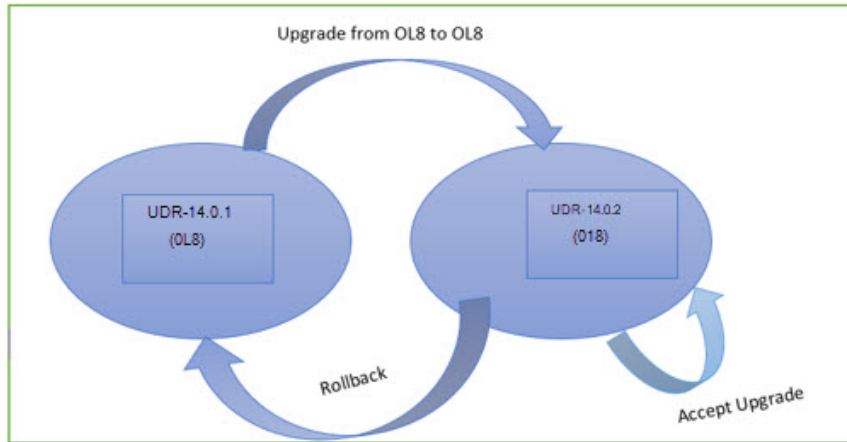 Upgrade from OL8 to OL8
UDR-14.0.1
(0L8)
UDR-14.0.2
(018)
Rollback
Accept Upgrade